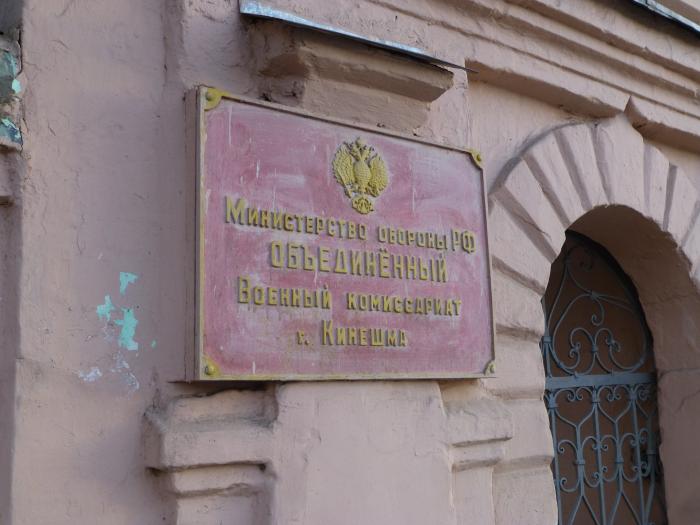 Министерство обороны РФ
ОБЪЕДИНЁННЫЙ
Военный комиссариат
г. Кинешма